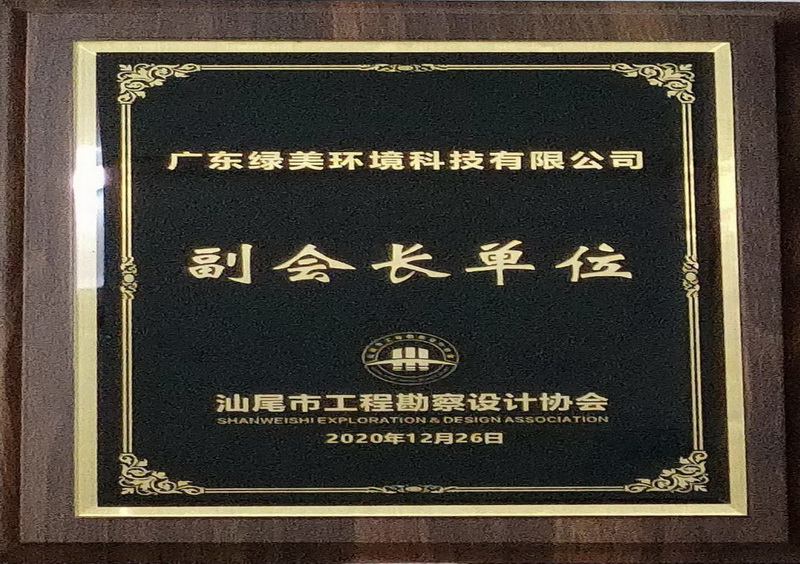 广东绿美环境科技有限公司
副会长单位
汕尾市工程勘察设计协会
SHANWEISHI EXPLORATION & DESIGN ASSOCIATION
2020年12月26日